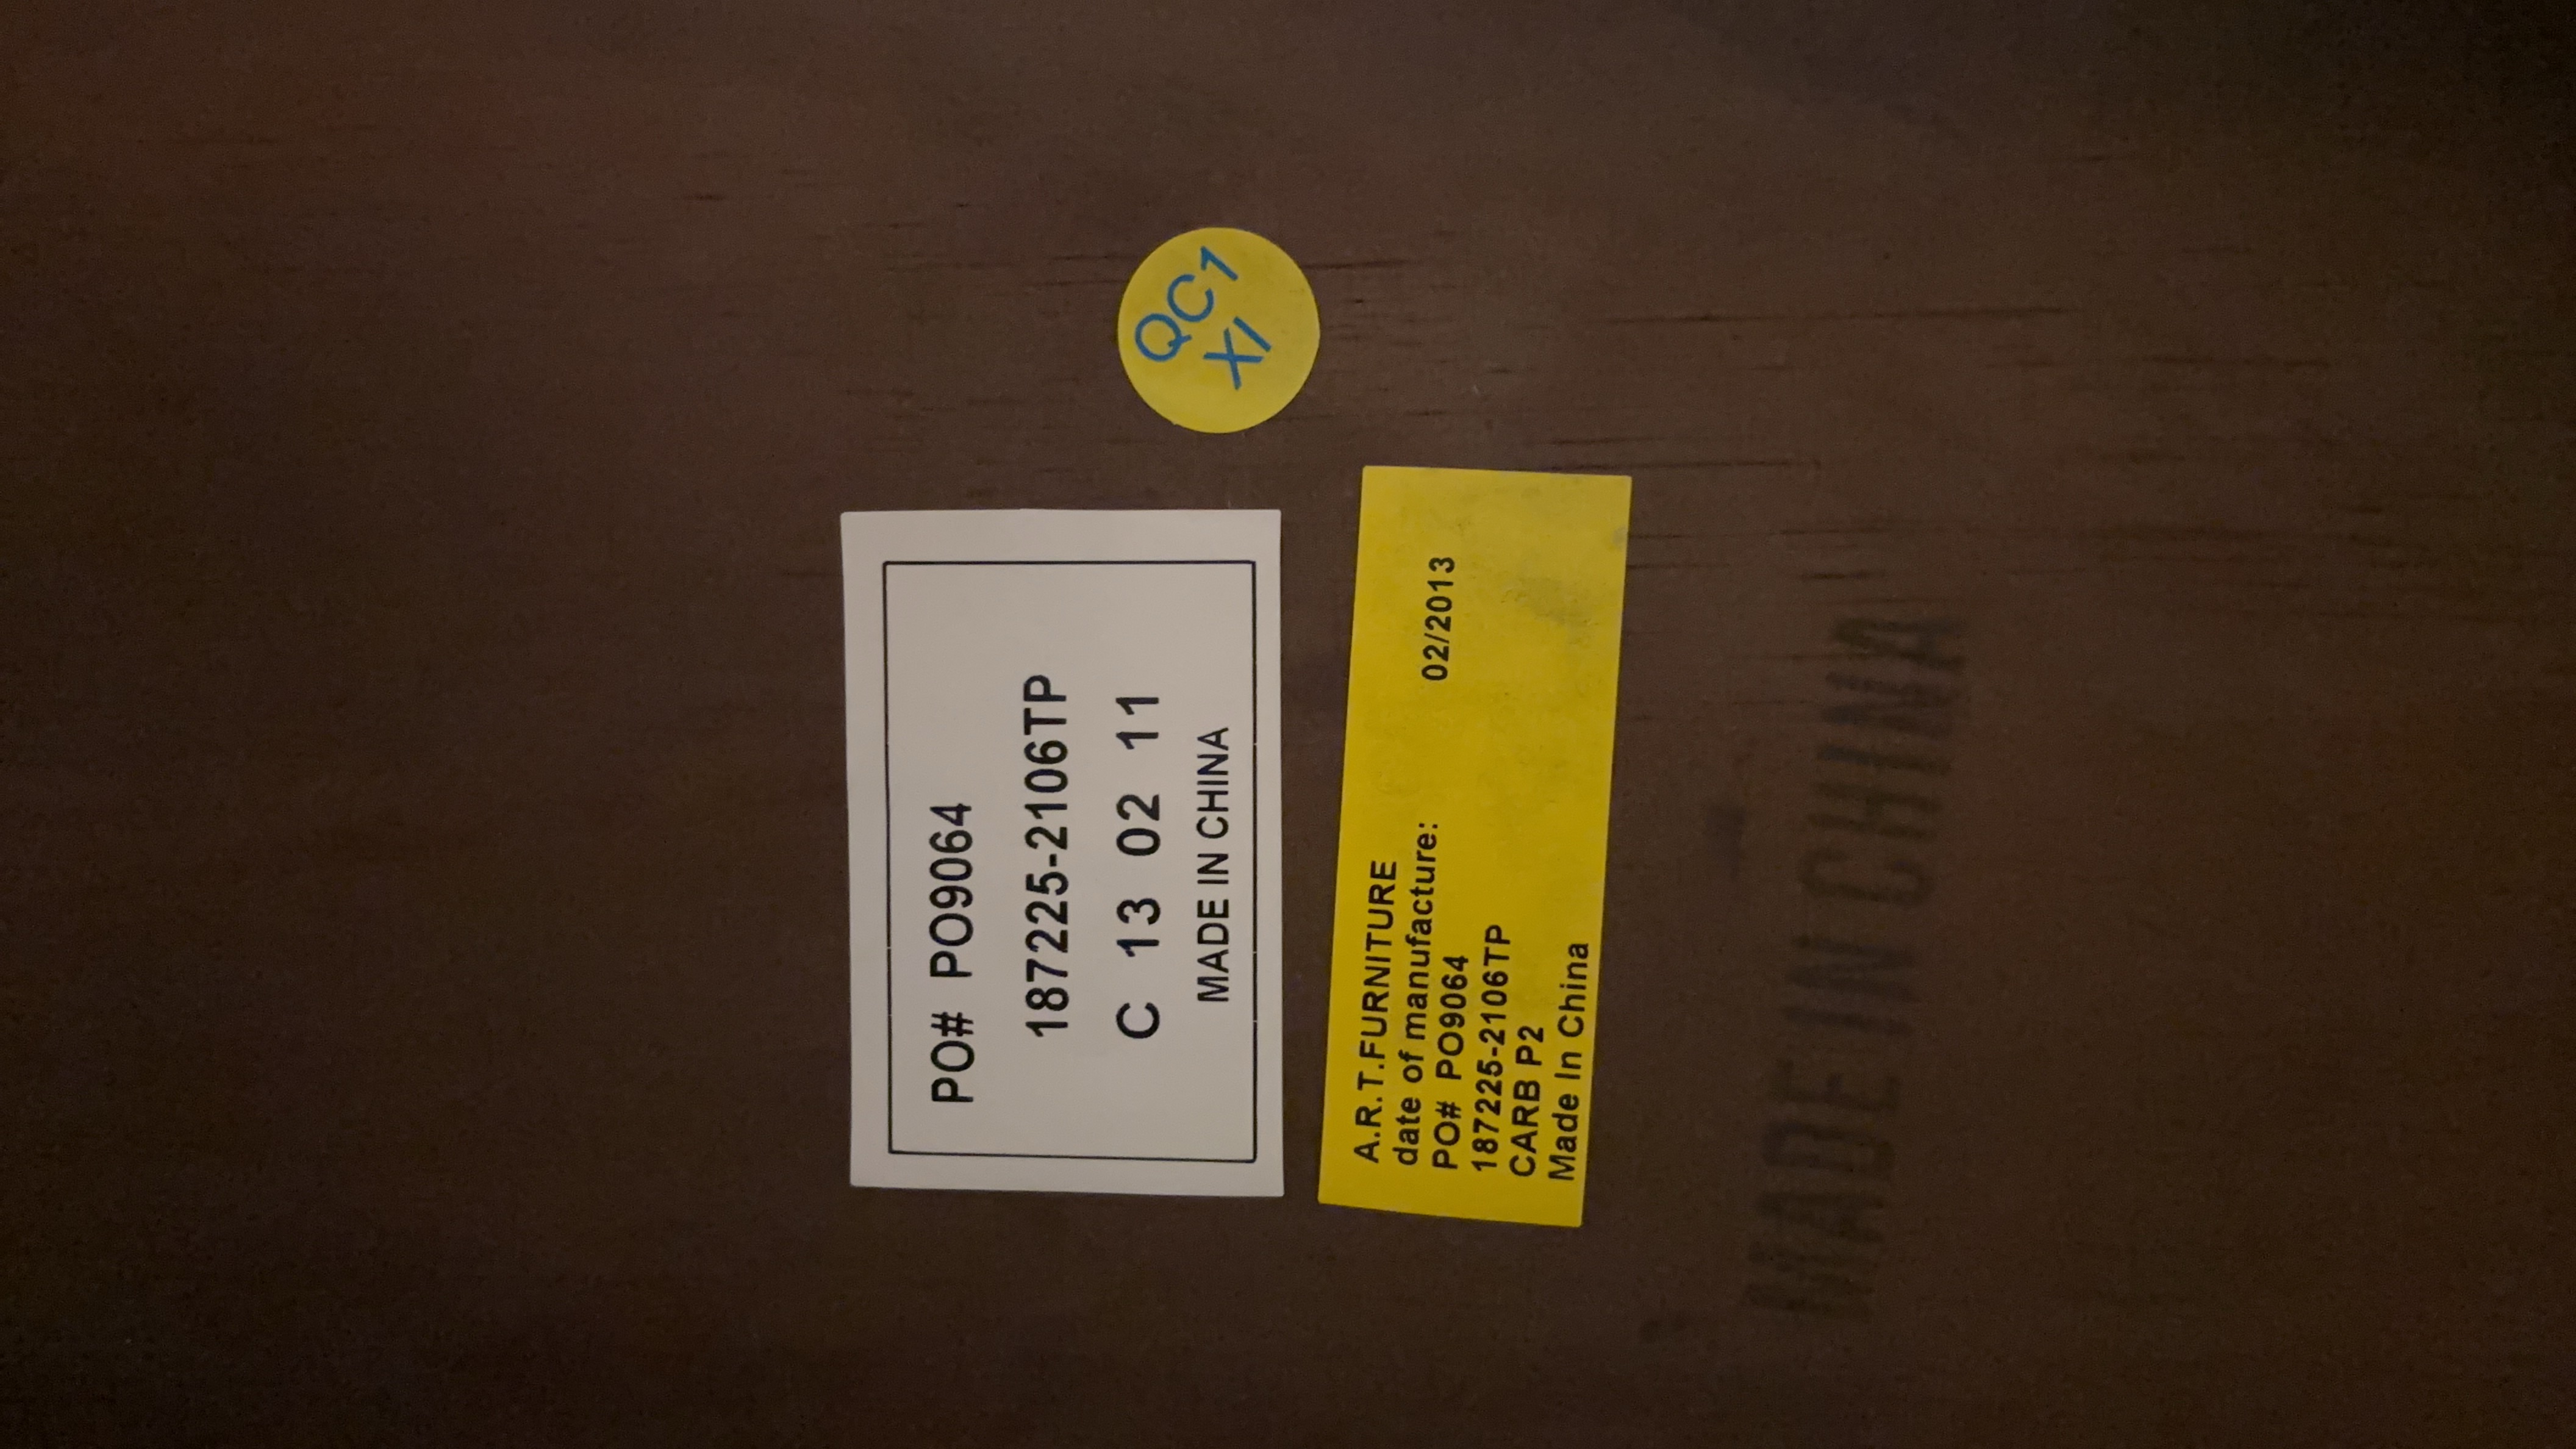 QC1
XI
PO# PO9064
187225-2106TP
C 13 02 11
MADE IN CHINA
A.R.T.FURNITURE
date of manufacture: 02/2013
PO# PO9064
187225-2106TP
CARB P2
Made In China
MADE IN CHINA